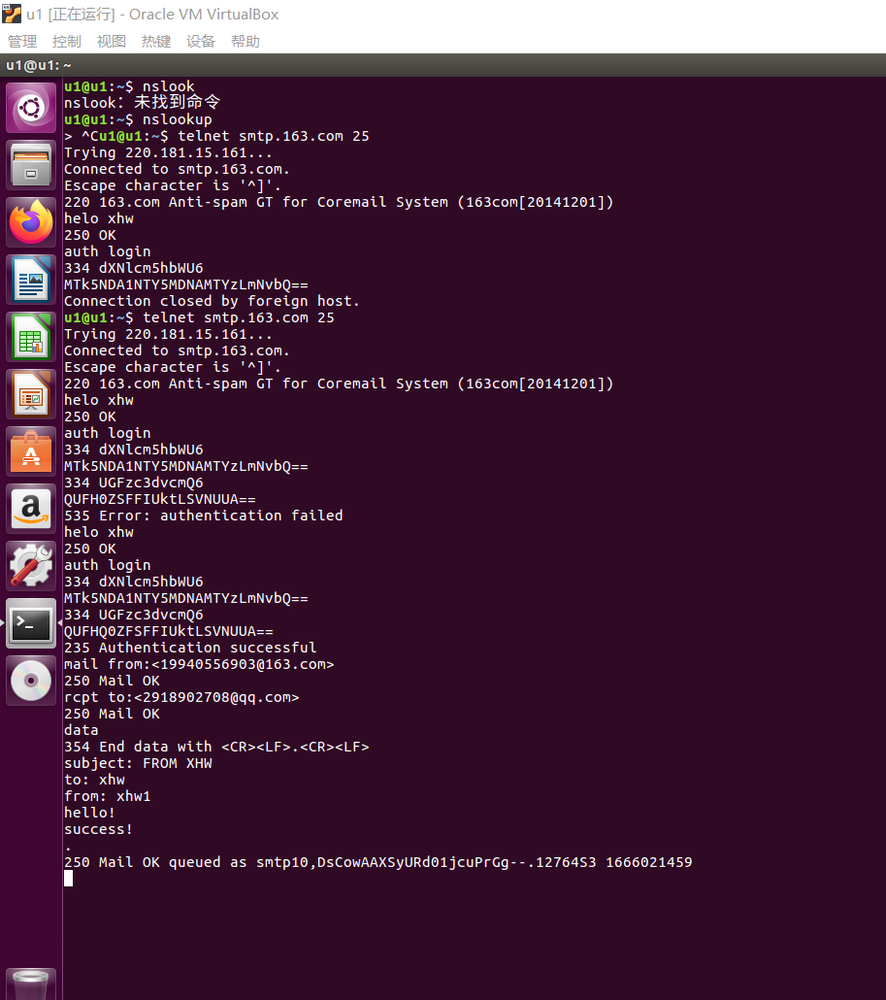 u1 [正在运行] - Oracle VM VirtualBox
管理 控制 视图 热键 设备 帮助
u1@u1: ~
u1@u1:~$ nslook
nslook：未找到命令
u1@u1:~$ nslookup
> ^Cu1@u1:~$ telnet smtp.163.com 25
Trying 220.181.15.161...
Connected to smtp.163.com.
Escape character is '^]'.
220 163.com Anti-spam GT for Coremail System (163com[20141201])
helo xhw
250 OK
auth login
334 dXNlcm5hbWU6
MTk5NDA1NTY5MDNAMTYzLmNvbQ==
Connection closed by foreign host.
u1@u1:~$ telnet smtp.163.com 25
Trying 220.181.15.161...
Connected to smtp.163.com.
Escape character is '^]'.
220 163.com Anti-spam GT for Coremail System (163com[20141201])
helo xhw
250 OK
auth login
334 dXNlcm5hbWU6
MTk5NDA1NTY5MDNAMTYzLmNvbQ==
334 UGFzc3dvcmQ6
QUFH0ZSFFIUktLSVNUUA==
535 Error: authentication failed
helo xhw
250 OK
auth login
334 dXNlcm5hbWU6
MTk5NDA1NTY5MDNAMTYzLmNvbQ==
334 UGFzc3dvcmQ6
QUFHQ0ZFSFFIUktLSVNUUA==
235 Authentication successful
mail from:<19940556903@163.com>
250 Mail OK
rcpt to:<2918902708@qq.com>
250 Mail OK
data
354 End data with <CR><LF>.<CR><LF>
subject: FROM XHW
to: xhw
from: xhw1
hello!
success!
.
250 Mail OK queued as smtp10,DsCowAAXSyURd01jcuPrGg--.12764S3 1666021459